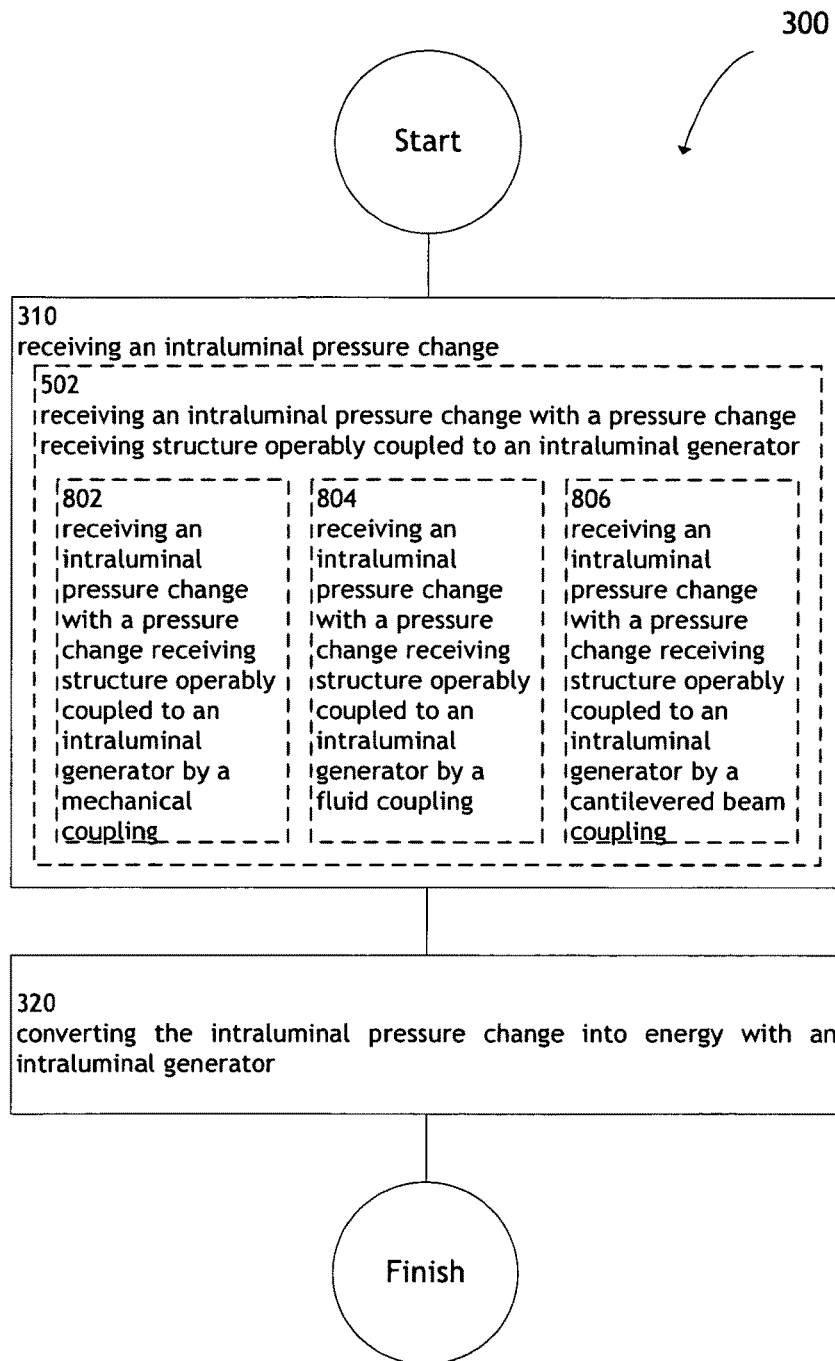 300
Start
310
receiving an intraluminal pressure change
502
receiving an intraluminal pressure change with a pressure change
receiving structure operably coupled to an intraluminal generator
802
receiving an
intraluminal
pressure change
with a pressure
change receiving
structure operably
coupled to an
intraluminal
generator by a
mechanical
coupling
804
receiving an
intraluminal
pressure change
with a pressure
change receiving
structure operably
coupled to an
intraluminal
generator by a
fluid coupling
806
receiving an
intraluminal
pressure change
with a pressure
change receiving
structure operably
coupled to an
intraluminal
generator by a
cantilevered beam
coupling
320
converting the intraluminal pressure change into energy with an
intraluminal generator
Finish